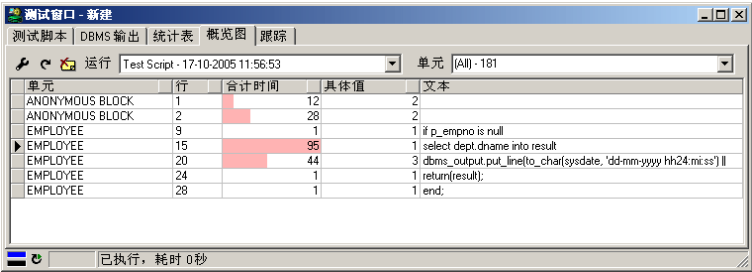 测试窗口 - 新建
测试脚本 DBMS 输出 统计表 概览图 跟踪
运行 Test Script - 17-10-2005 11:56:53 单元 (All) - 181
单元 行 合计时间 具体值 文本
ANONYMOUS BLOCK 1 12 2
ANONYMOUS BLOCK 2 28 2
EMPLOYEE 9 1 1 if p_empno is null
EMPLOYEE 15 95 1 select dept.dname into result
EMPLOYEE 20 44 3 dbms_output.put_line(to_char(sysdate, 'dd-mm-yyyy hh24:mi:ss') ||
EMPLOYEE 24 1 1 return(result);
EMPLOYEE 28 1 1 end;
已执行，耗时 0秒